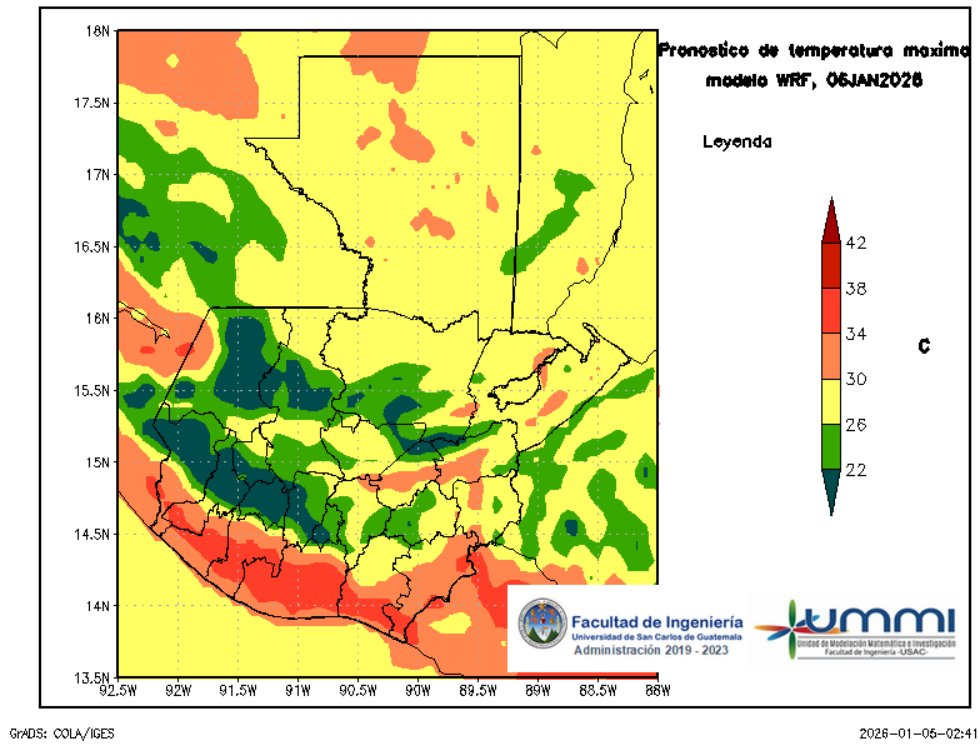 Pronostico de temperatura maxima
modelo WRF, 06JAN2026
Leyenda
18N
17.5N
17N
16.5N
16N
15.5N
15N
14.5N
14N
13.5N
92.5W 92W 91.5W 91W 90.5W 90W 89.5W 89W 88.5W 88W
42
38
34
30
26
22
C
Facultad de Ingeniería
Universidad de San Carlos de Guatemala
Administración 2019 - 2023
ummi
Unidad de Modelación Matemática e Investigación
Facultad de Ingeniería -USAC-
GrADS: COLA/IGES
2026-01-05-02:41